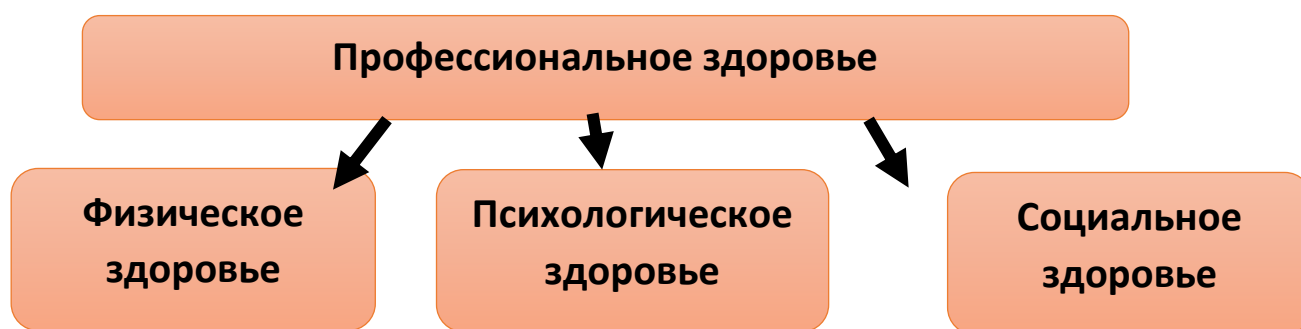 Профессиональное здоровье
Физическое
здоровье
Психологическое
здоровье
Социальное
здоровье